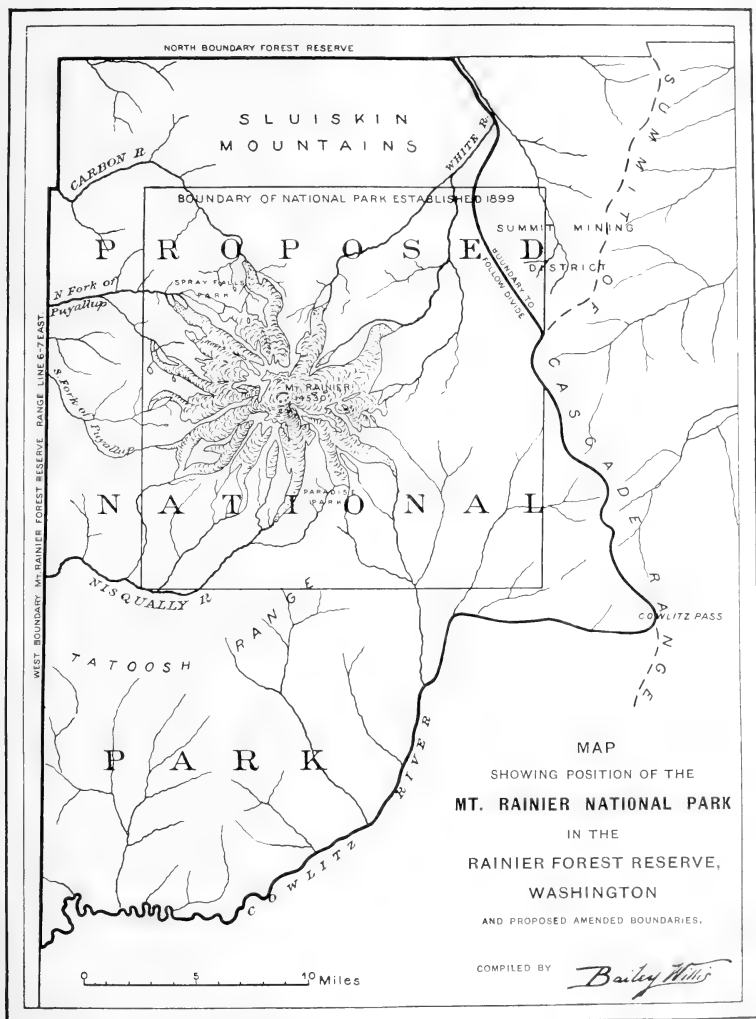 NORTH BOUNDARY FOREST RESERVE
SLUISKIN
MOUNTAINS
SUMMIT OF
CASCADE RANGE
CARBON R.
WHITE R.
BOUNDARY OF NATIONAL PARK ESTABLISHED 1899
SUMMIT MINING
DISTRICT
BOUNDARY TO
FOLLOW DIVIDE
PROPOSED
N Fork of
Puyallup
SPRAY FALLS
PARK
S Fork of
Puyallup
MT. RAINIER
14530
WEST BOUNDARY MT. RAINIER FOREST RESERVE RANGE LINE 6-7 EAST
PARADISE
PARK
NATIONAL
NISQUALLY R
COWLITZ PASS
TATOOSH RANGE
PARK
COWLITZ RIVER
MAP
SHOWING POSITION OF THE
MT. RAINIER NATIONAL PARK
IN THE
RAINIER FOREST RESERVE,
WASHINGTON
AND PROPOSED AMENDED BOUNDARIES.
COMPILED BY Bailey Willis
0 5 10 Miles